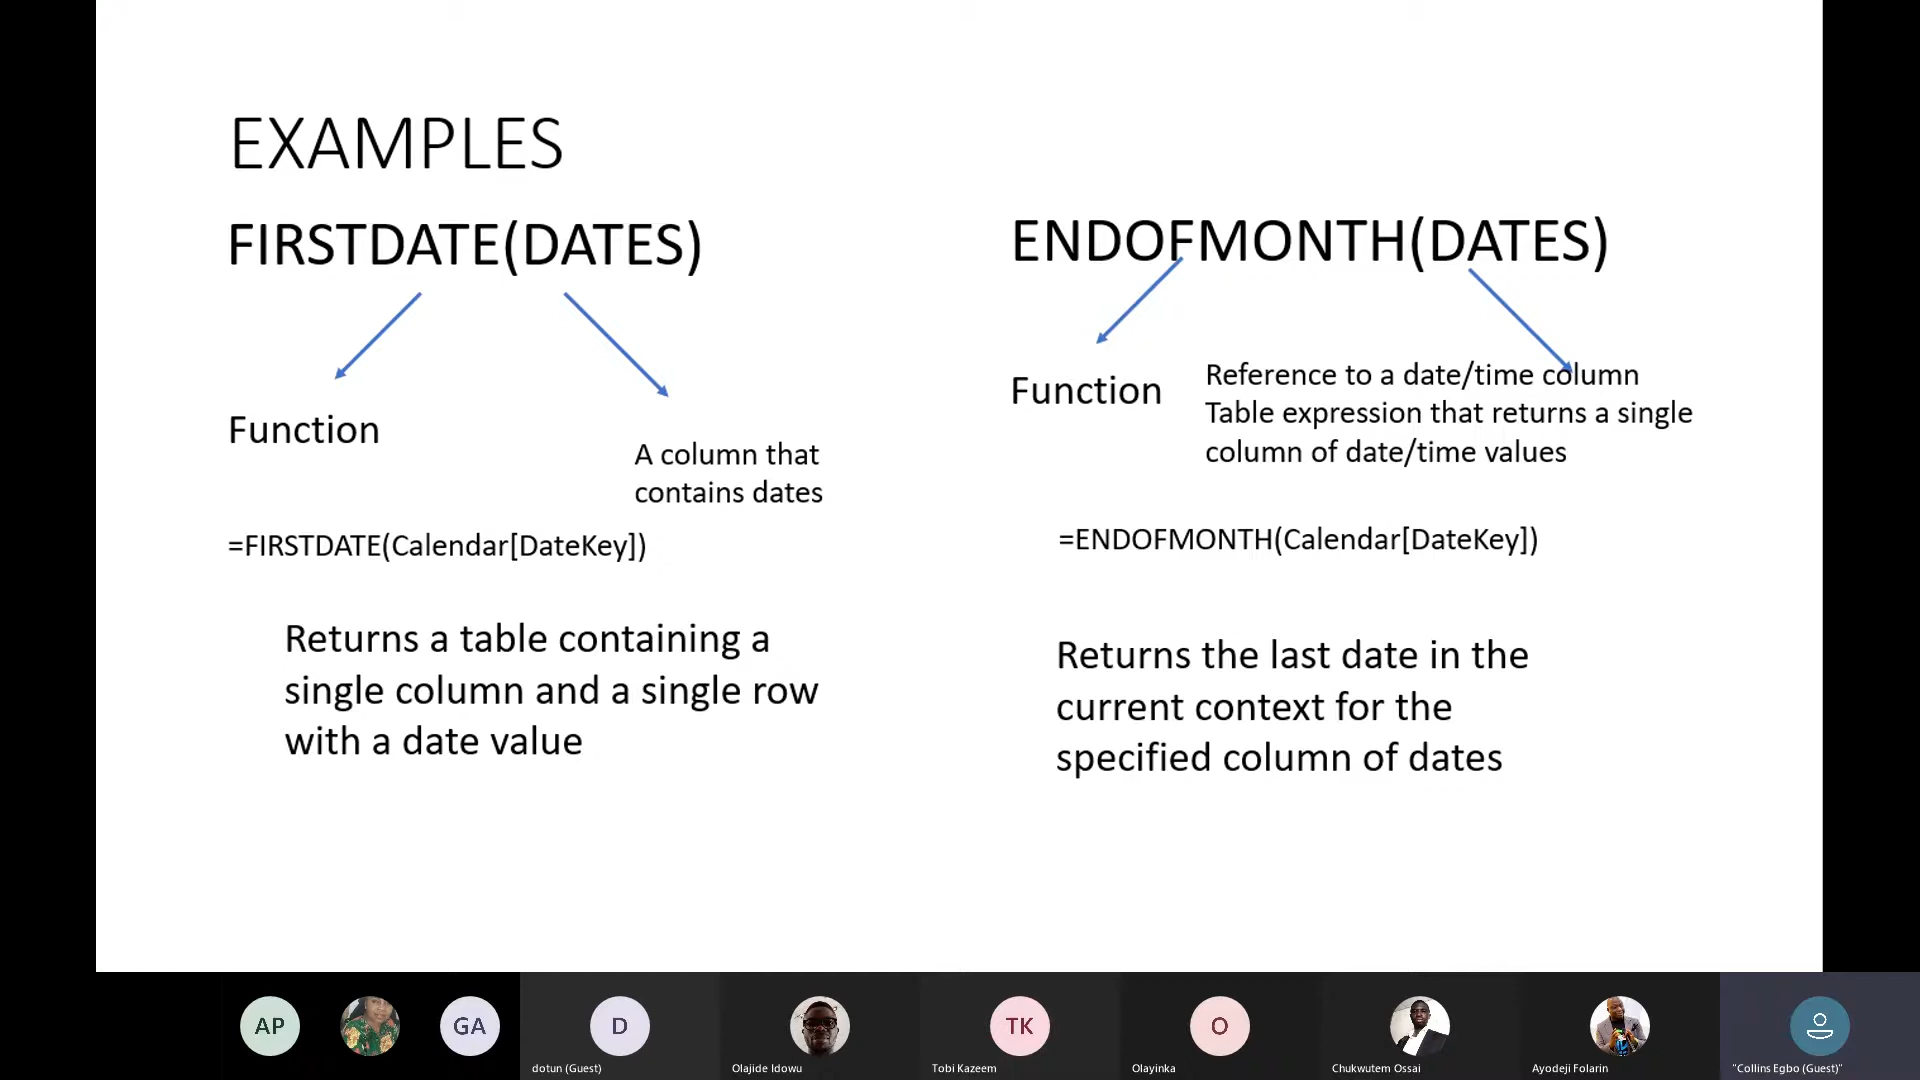 EXAMPLES
FIRSTDATE(DATES)
Function
A column that
contains dates
=FIRSTDATE(Calendar[DateKey])
Returns a table containing a
single column and a single row
with a date value
ENDOFMONTH(DATES)
Function
Reference to a date/time column
Table expression that returns a single
column of date/time values
=ENDOFMONTH(Calendar[DateKey])
Returns the last date in the
current context for the
specified column of dates
AP
GA
D
TK
O
dotun (Guest)
Olajide Idowu
Tobi Kazeem
Olayinka
Chukwutem Ossai
Ayodeji Folarin
"Collins Egbo (Guest)"